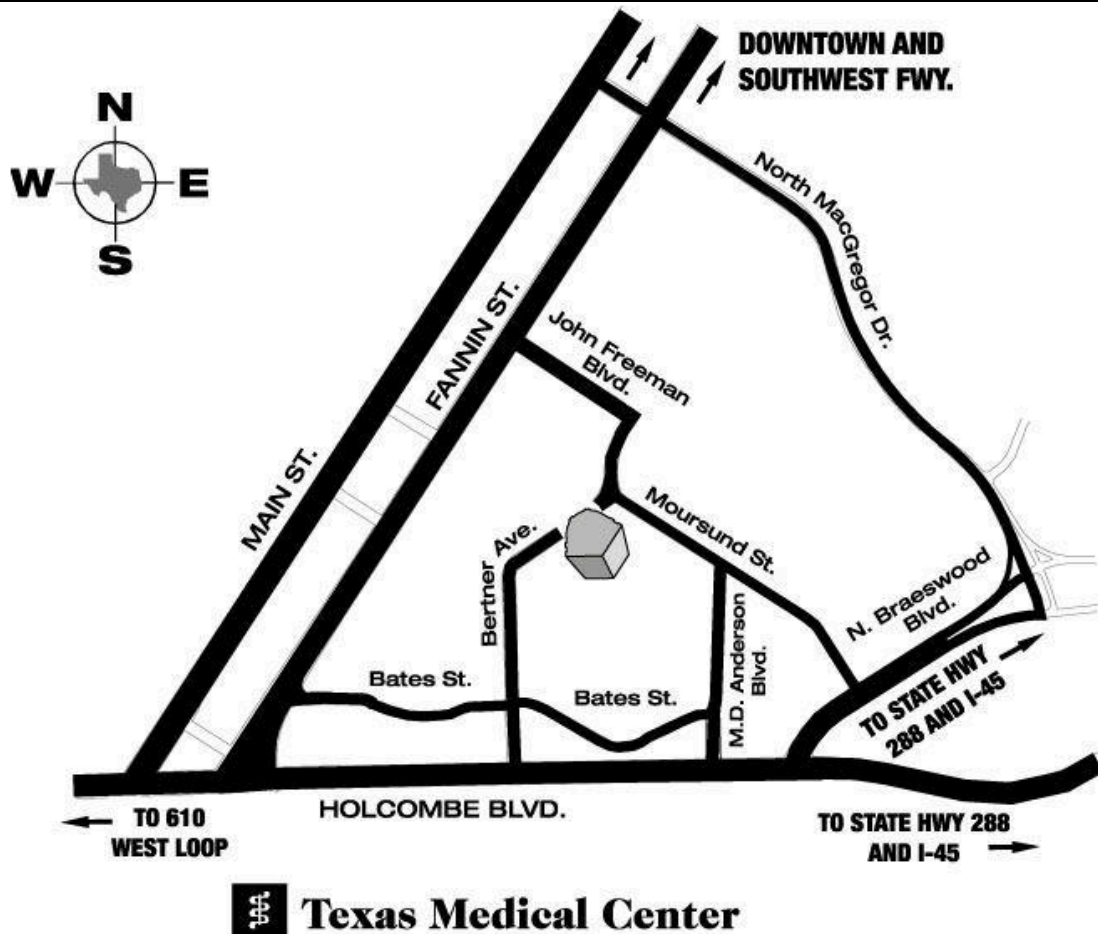 DOWNTOWN AND
SOUTHWEST FWY.
N
W E
S
North MacGregor Dr.
FANNIN ST.
John Freeman
Blvd.
MAIN ST.
Moursund St.
Bertner Ave.
N. Braeswood
Blvd.
M.D. Anderson
Blvd.
Bates St.
Bates St.
TO STATE HWY
288 AND I-45
HOLCOMBE BLVD.
TO 610
WEST LOOP
TO STATE HWY 288
AND I-45
Texas Medical Center